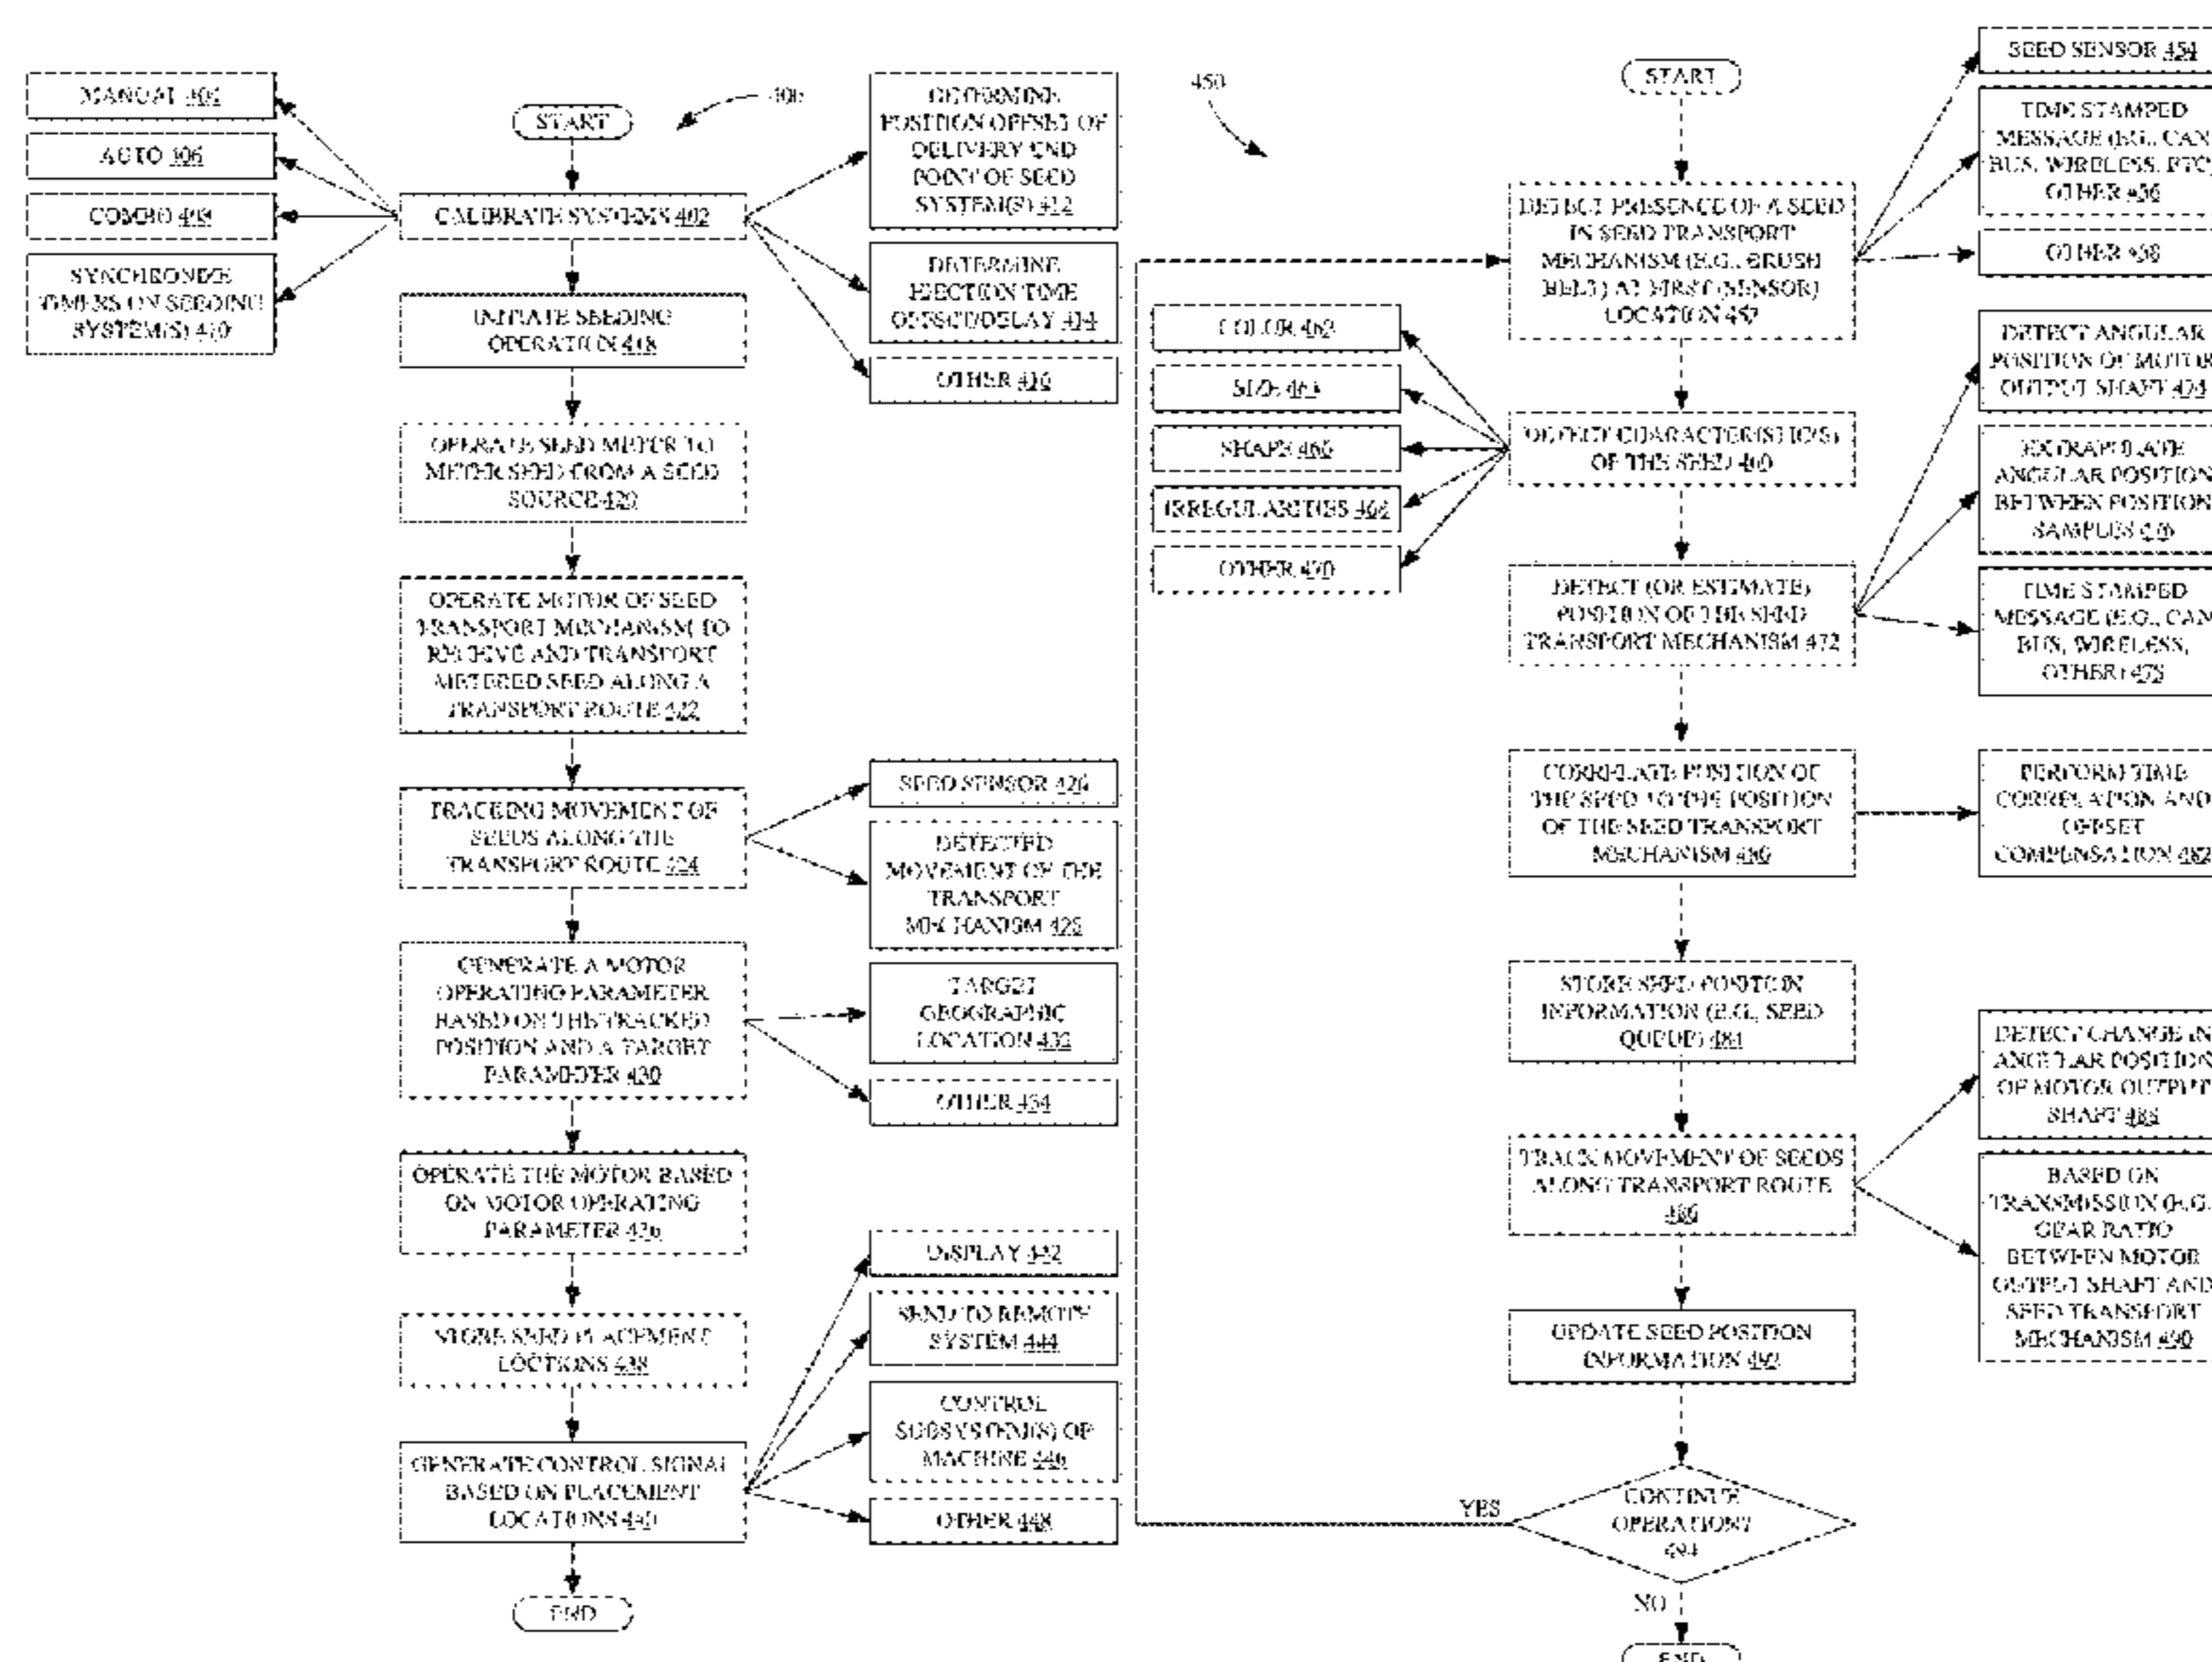 MANUAL 404
AUTO 406
COMBO 408
SYNCHRONIZE
TIMERS ON SEEDING
SYSTEM(S) 410
START
400
CALIBRATE SYSTEMS 402
DETERMINE
POSITION OFFSET OF
DELIVERY END
POINT OF SEED
SYSTEM(S) 412
DETERMINE
EJECTION TIME
OFFSET/DELAY 414
OTHER 416
INITIATE SEEDING
OPERATION 418
OPERATE SEED METER TO
METER SEED FROM A SEED
SOURCE 420
OPERATE MOTOR OF SEED
TRANSPORT MECHANISM TO
RECEIVE AND TRANSPORT
METERED SEED ALONG A
TRANSPORT ROUTE 422
TRACKING MOVEMENT OF
SEEDS ALONG THE
TRANSPORT ROUTE 424
SEED SENSOR 426
DETECTED
MOVEMENT OF THE
TRANSPORT
MECHANISM 428
GENERATE A MOTOR
OPERATING PARAMETER
BASED ON THE TRACKED
POSITION AND A TARGET
PARAMETER 430
TARGET
GEOGRAPHIC
LOCATION 432
OTHER 434
OPERATE THE MOTOR BASED
ON MOTOR OPERATING
PARAMETER 436
STORE SEED PLACEMENT
LOCTIONS 438
GENERATE CONTROL SIGNAL
BASED ON PLACEMENT
LOCATIONS 440
DISPLAY 442
SEND TO REMOTE
SYSTEM 444
CONTROL
SUBSYSTEM(S) OF
MACHINE 446
OTHER 448
END
450
START
DETECT PRESENCE OF A SEED
IN SEED TRANSPORT
MECHANISM (E.G., BRUSH
BELT) AT FIRST (SENSOR)
LOCATION 452
SEED SENSOR 454
TIME STAMPED
MESSAGE (E.G., CAN
BUS, WIRELESS, ETC)
OTHER 456
OTHER 458
DETECT CHARACTERISTIC(S)
OF THE SEED 460
COLOR 462
SIZE 464
SHAPE 466
IRREGULARITIES 468
OTHER 470
DETECT (OR ESTIMATE)
POSITION OF THE SEED
TRANSPORT MECHANISM 472
DETECT ANGULAR
POSITION OF MOTOR
OUTPUT SHAFT 474
EXTRAPOLATE
ANGULAR POSITION
BETWEEN POSITION
SAMPLES 476
TIME STAMPED
MESSAGE (E.G., CAN
BUS, WIRELESS,
OTHER) 478
CORRELATE POSITION OF
THE SEED TO THE POSITION
OF THE SEED TRANSPORT
MECHANISM 480
PERFORM TIME
CORRELATION AND
OFFSET
COMPENSATION 482
STORE SEED POSITION
INFORMATION (E.G., SEED
QUEUE) 484
TRACK MOVEMENT OF SEEDS
ALONG TRANSPORT ROUTE
486
DETECT CHANGE IN
ANGULAR POSITION
OF MOTOR OUTPUT
SHAFT 488
BASED ON
TRANSMISSION (E.G.
GEAR RATIO
BETWEEN MOTOR
OUTPUT SHAFT AND
SEED TRANSPORT
MECHANISM 490
UPDATE SEED POSITION
INFORMATION 492
CONTINUE
OPERATION?
494
YES
NO
END